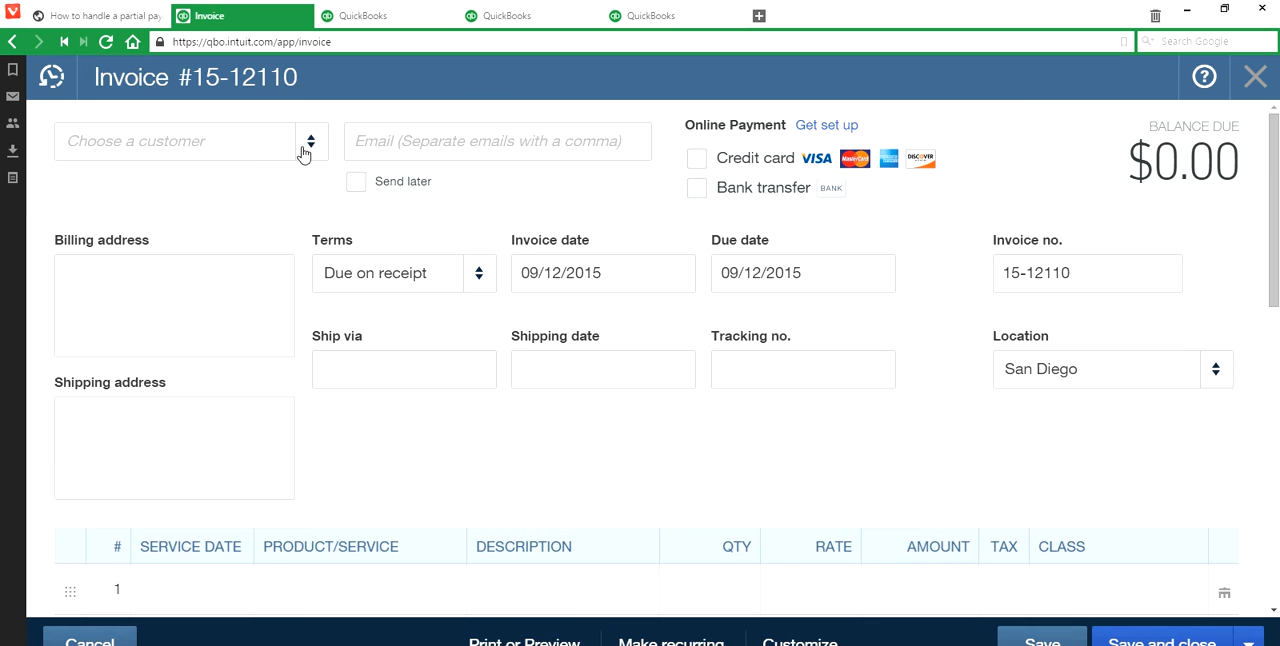 How to handle a partial pay
Invoice
QuickBooks
QuickBooks
QuickBooks
https://qbo.intuit.com/app/invoice
Search Google
Invoice #15-12110
Choose a customer
Email (Separate emails with a comma)
Send later
Online Payment Get set up
Credit card VISA MasterCard DISCOVER
Bank transfer BANK
BALANCE DUE
$0.00
Billing address
Terms
Due on receipt
Invoice date
09/12/2015
Due date
09/12/2015
Invoice no.
15-12110
Ship via
Shipping date
Tracking no.
Location
San Diego
Shipping address
# SERVICE DATE PRODUCT/SERVICE DESCRIPTION QTY RATE AMOUNT TAX CLASS
1
Cancel Print or Preview Make recurring Customize Save Save and close